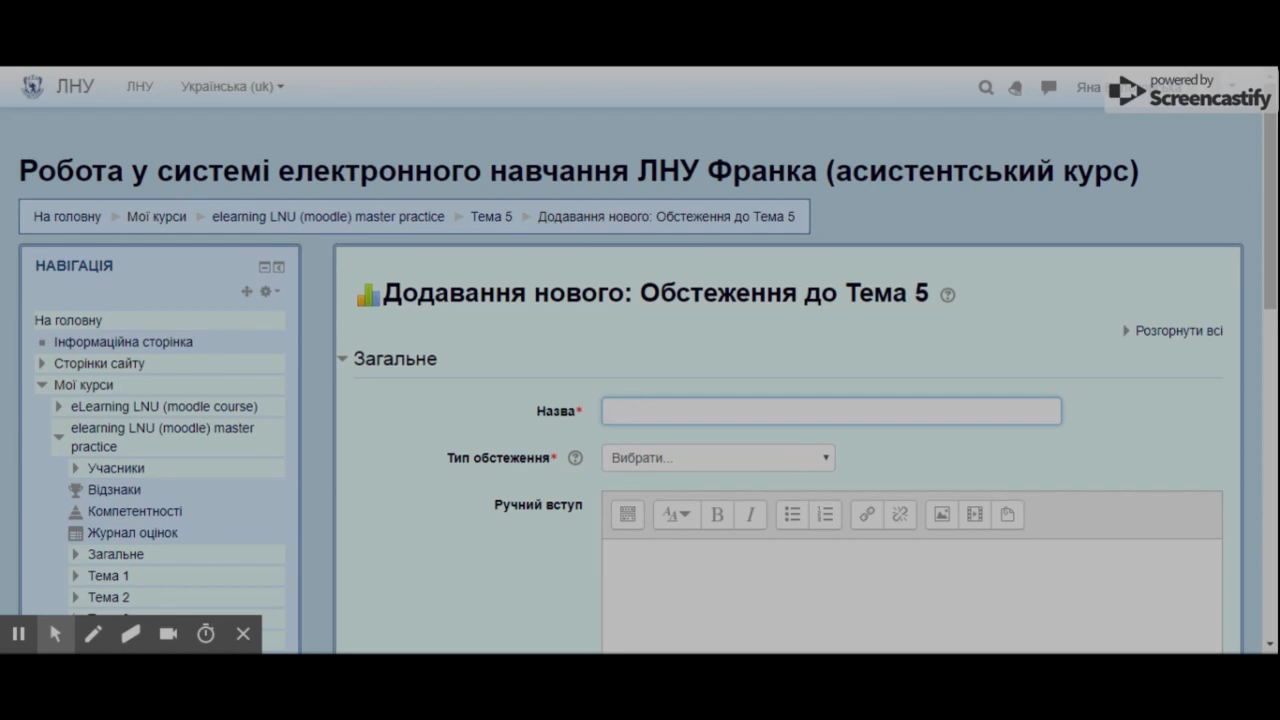 ЛНУ ЛНУ Українська (uk) Яна
powered by
Screencastify
Робота у системі електронного навчання ЛНУ Франка (асистентський курс)
На головну Мої курси elearning LNU (moodle) master practice Тема 5 Додавання нового: Обстеження до Тема 5
НАВІГАЦІЯ
На головну
Інформаційна сторінка
Сторінки сайту
Мої курси
eLearning LNU (moodle course)
elearning LNU (moodle) master
practice
Учасники
Відзнаки
Компетентності
Журнал оцінок
Загальне
Тема 1
Тема 2
Додавання нового: Обстеження до Тема 5
Розгорнути всі
Загальне
Назва*
Тип обстеження* Вибрати...
Ручний вступ